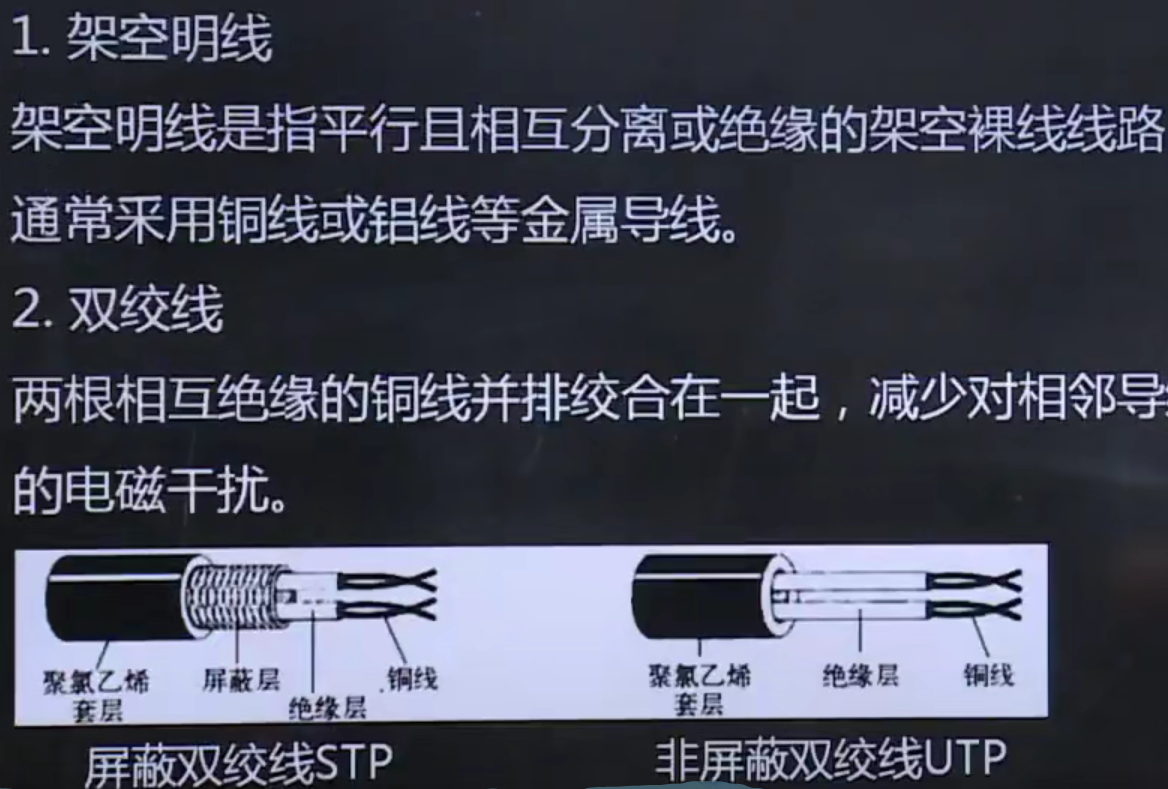 1. 架空明线
架空明线是指平行且相互分离或绝缘的架空裸线线路
通常采用铜线或铝线等金属导线。
2. 双绞线
两根相互绝缘的铜线并排绞合在一起，减少对相邻导
的电磁干扰。
聚氯乙烯
套层
屏蔽层
绝缘层
铜线
聚氯乙烯
套层
绝缘层
铜线
屏蔽双绞线STP
非屏蔽双绞线UTP